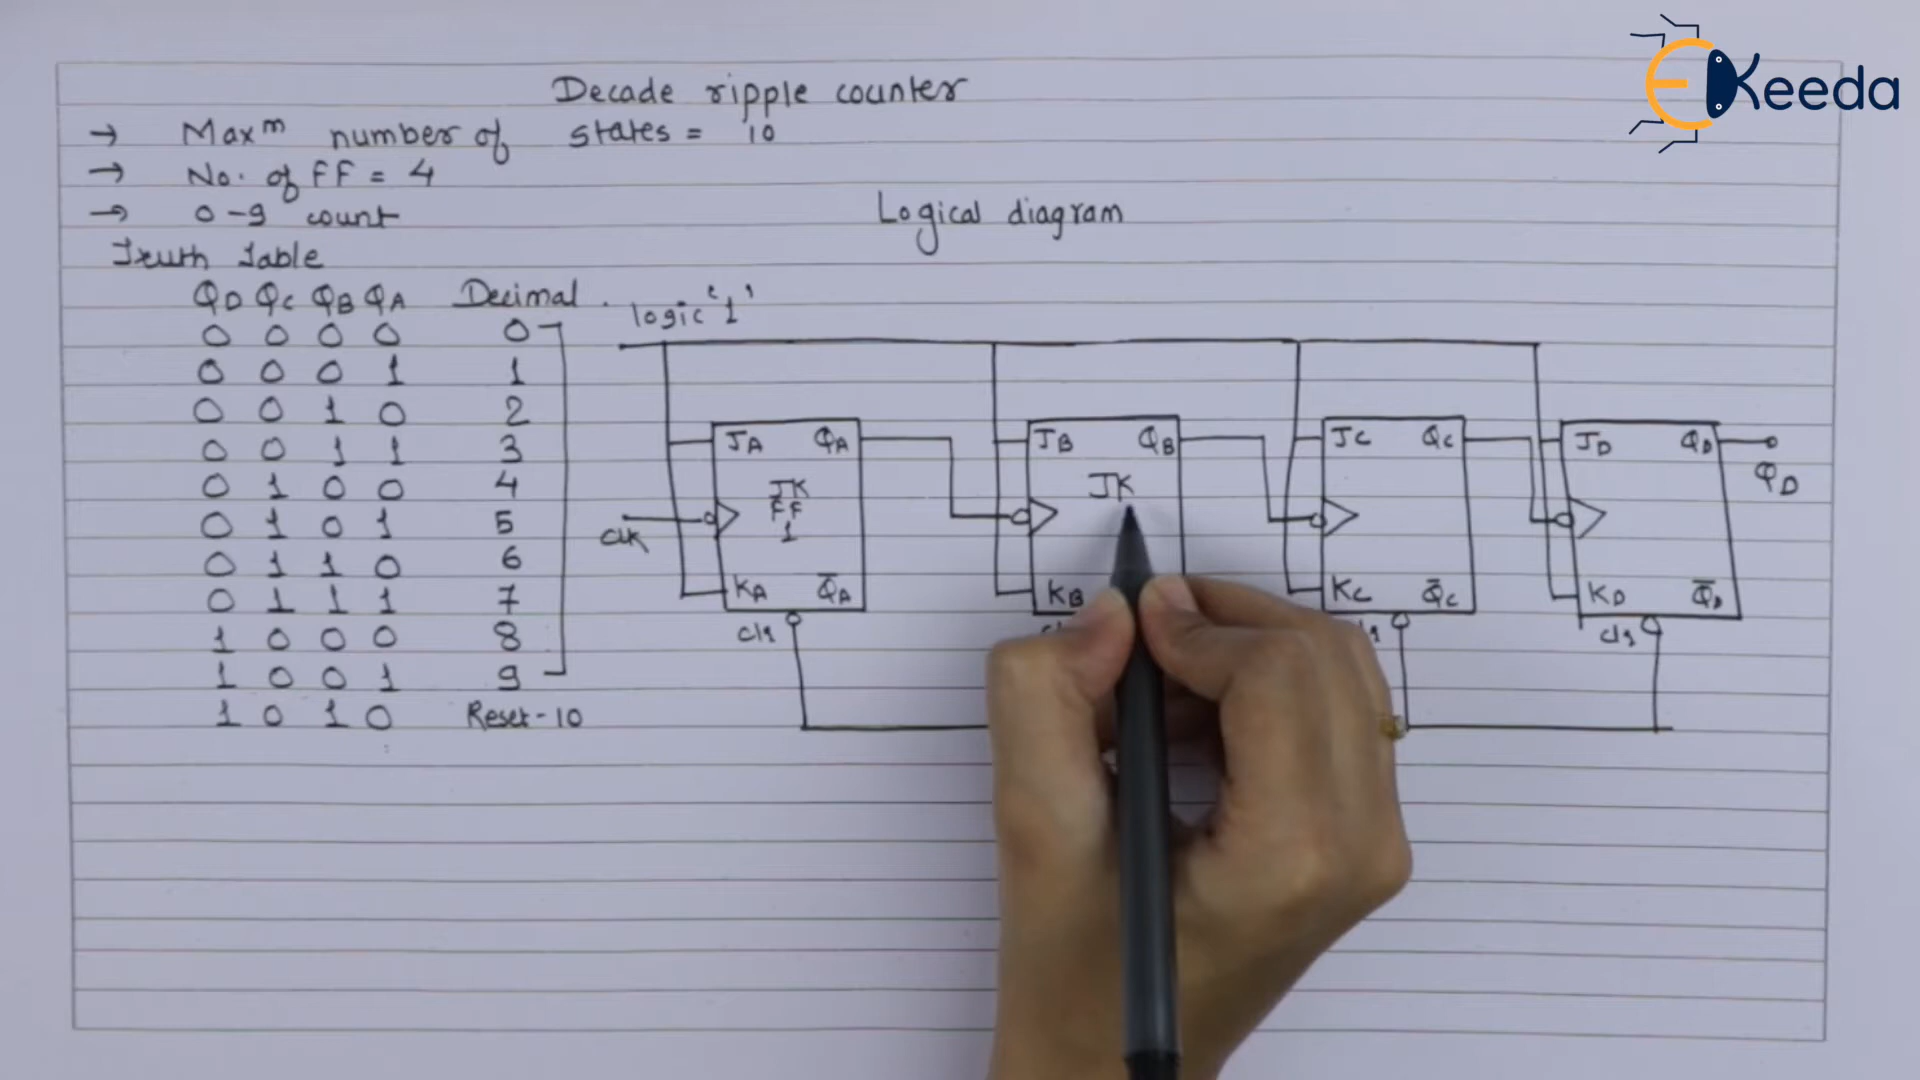 EKeeda
Decade ripple counter
→ Maxᵐ number of states = 10
→ No. of FF = 4
→ 0-9 count
Logical diagram
Truth Table
QD QC QB QA Decimal
0 0 0 0 0
0 0 0 1 1
0 0 1 0 2
0 0 1 1 3
0 1 0 0 4
0 1 0 1 5
0 1 1 0 6
0 1 1 1 7
1 0 0 0 8
1 0 0 1 9
1 0 1 0 Reset-10
logic '1'
JA QA
JK
FF
1
Clk
KA Q̅A
clr
JB QB
JK
KB
JC QC
KC Q̅C
JD QD
QD
KD Q̅D
clr